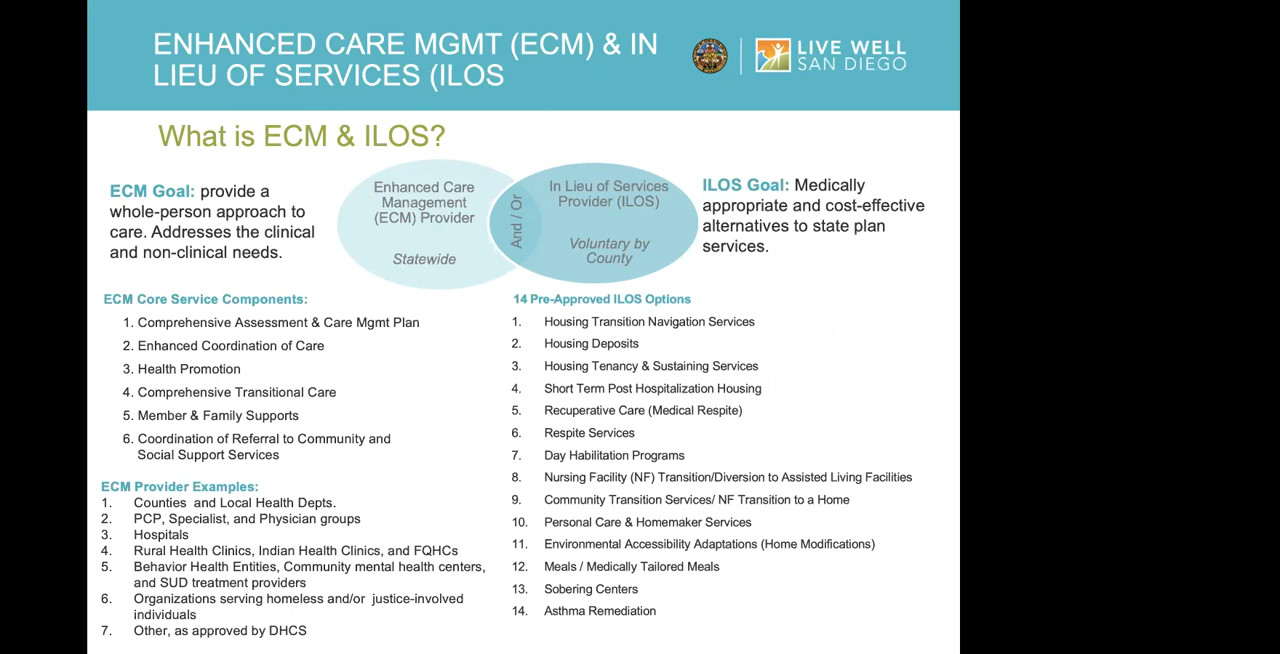 ENHANCED CARE MGMT (ECM) & IN
LIEU OF SERVICES (ILOS
LIVE WELL
SAN DIEGO
What is ECM & ILOS?
ECM Goal: provide a
whole-person approach to
care. Addresses the clinical
and non-clinical needs.
Enhanced Care
Management
(ECM) Provider
Statewide
And / Or
In Lieu of Services
Provider (ILOS)
Voluntary by
County
ILOS Goal: Medically
appropriate and cost-effective
alternatives to state plan
services.
ECM Core Service Components:
1. Comprehensive Assessment & Care Mgmt Plan
2. Enhanced Coordination of Care
3. Health Promotion
4. Comprehensive Transitional Care
5. Member & Family Supports
6. Coordination of Referral to Community and
Social Support Services
ECM Provider Examples:
1. Counties and Local Health Depts.
2. PCP, Specialist, and Physician groups
3. Hospitals
4. Rural Health Clinics, Indian Health Clinics, and FQHCs
5. Behavior Health Entities, Community mental health centers,
and SUD treatment providers
6. Organizations serving homeless and/or justice-involved
individuals
7. Other, as approved by DHCS
14 Pre-Approved ILOS Options
1. Housing Transition Navigation Services
2. Housing Deposits
3. Housing Tenancy & Sustaining Services
4. Short Term Post Hospitalization Housing
5. Recuperative Care (Medical Respite)
6. Respite Services
7. Day Habilitation Programs
8. Nursing Facility (NF) Transition/Diversion to Assisted Living Facilities
9. Community Transition Services/ NF Transition to a Home
10. Personal Care & Homemaker Services
11. Environmental Accessibility Adaptations (Home Modifications)
12. Meals / Medically Tailored Meals
13. Sobering Centers
14. Asthma Remediation